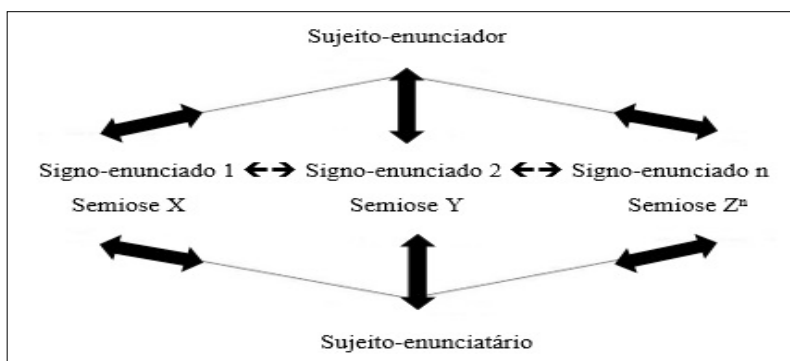 Sujeito-enunciador
Signo-enunciado 1 ←→ Signo-enunciado 2 ←→ Signo-enunciado n
Semiose X Semiose Y Semiose Zⁿ
Sujeito-enunciatário